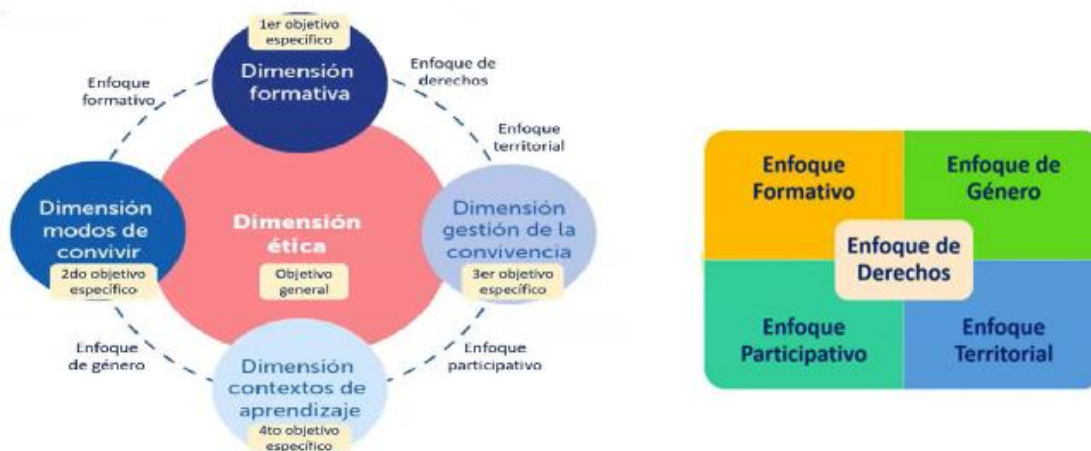 1er objetivo
específico
Dimensión
formativa
Enfoque
formativo
Enfoque de
derechos
Enfoque
territorial
Dimensión
modos de
convivir
2do objetivo
específico
Dimensión
ética
Objetivo
general
Dimensión
gestión de la
convivencia
3er objetivo
específico
Enfoque
de género
Enfoque
participativo
Dimensión
contextos de
aprendizaje
4to objetivo
específico
Enfoque
Formativo
Enfoque de
Género
Enfoque de
Derechos
Enfoque
Participativo
Enfoque
Territorial